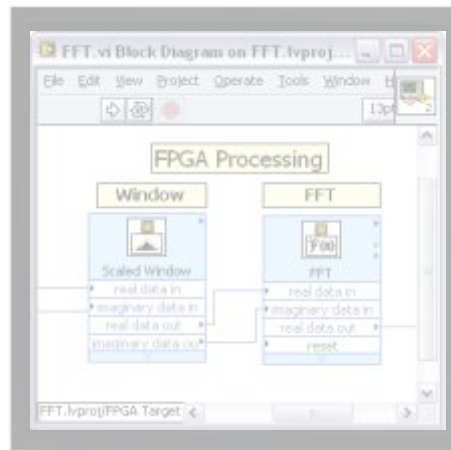 FFT.vi Block Diagram on FFT.lvproj...
File Edit View Project Operate Tools Window H
13pt
2
FPGA Processing
Window FFT
Scaled Window
real data in
imaginary data in
real data out
imaginary data out
F(ω)
FFT
real data in
imaginary data in
real data out
reset
FFT.lvproj/FPGA Target